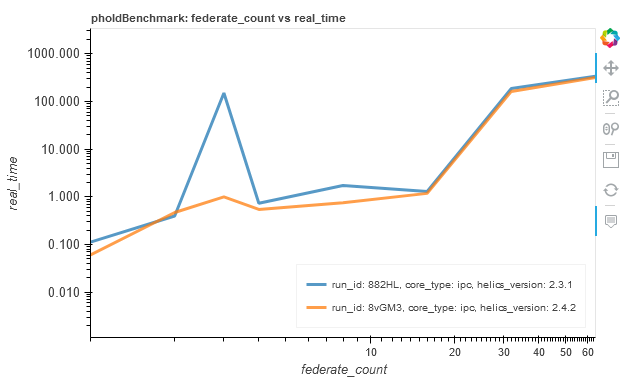 pholdBenchmark: federate_count vs real_time
1000.000
100.000
10.000
1.000
0.100
0.010
real_time
run_id: 882HL, core_type: ipc, helics_version: 2.3.1
run_id: 8vGM3, core_type: ipc, helics_version: 2.4.2
10 20 30 40 50 60
federate_count